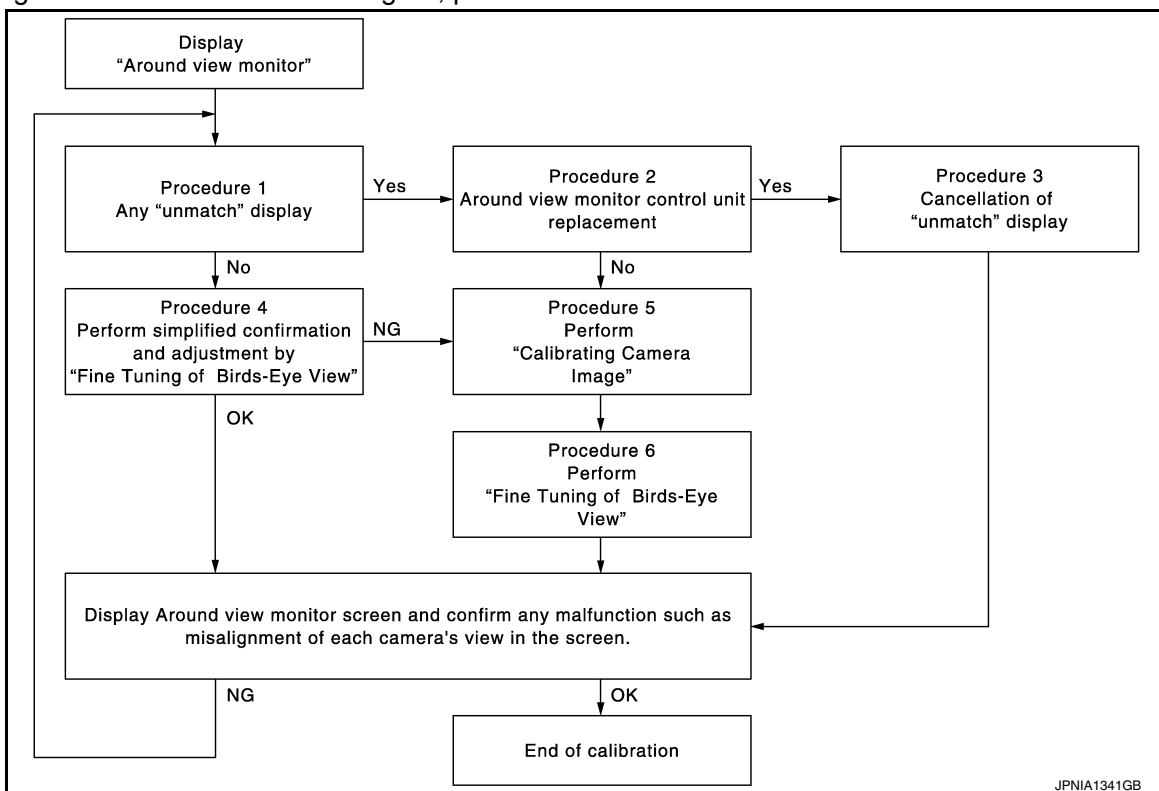 Display
“Around view monitor”
Procedure 1
Any “unmatch” display
Yes
Procedure 2
Around view monitor control unit
replacement
Yes
Procedure 3
Cancellation of
“unmatch” display
No
No
Procedure 4
Perform simplified confirmation
and adjustment by
“Fine Tuning of Birds-Eye View”
NG
Procedure 5
Perform
“Calibrating Camera
Image”
OK
Procedure 6
Perform
“Fine Tuning of Birds-Eye
View”
Display Around view monitor screen and confirm any malfunction such as
misalignment of each camera's view in the screen.
NG
OK
End of calibration
JPNIA1341GB